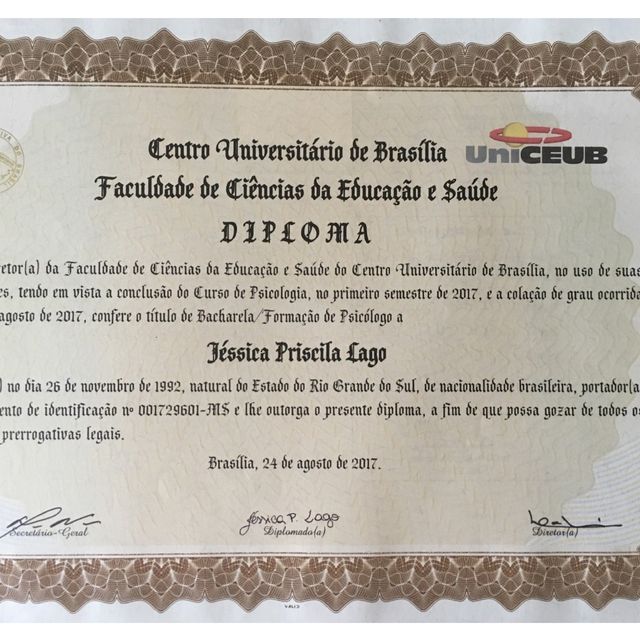 Centro Universitário de Brasília
UniCEUB
Faculdade de Ciências da Educação e Saúde
DIPLOMA
retor(a) da Faculdade de Ciências da Educação e Saúde do Centro Universitário de Brasília, no uso de suas
es, tendo em vista a conclusão do Curso de Psicologia, no primeiro semestre de 2017, e a colação de grau ocorrida
agosto de 2017, confere o título de Bacharela/Formação de Psicólogo a
Jéssica Priscila Lago
) no dia 26 de novembro de 1992, natural do Estado do Rio Grande do Sul, de nacionalidade brasileira, portador(a
ento de identificação nº 001729601-MS e lhe outorga o presente diploma, a fim de que possa gozar de todos os
prerrogativas legais.
Brasília, 24 de agosto de 2017.
Jéssica P. Lago
Secretário-Geral
Diplomado(a)
Diretor(a)